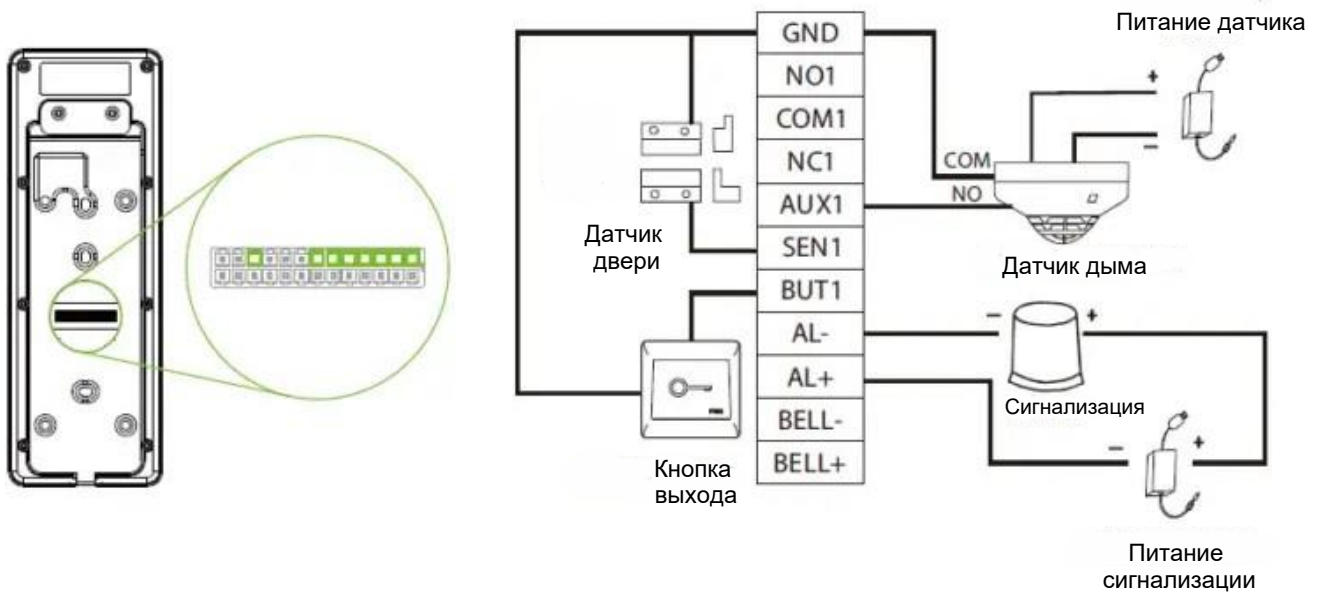 Питание датчика
GND
NO1
COM1
NC1
AUX1
SEN1
BUT1
AL-
AL+
BELL-
BELL+
+
−
COM
NO
Датчик
двери
Датчик дыма
− +
Сигнализация
− +
Кнопка
выхода
Питание
сигнализации